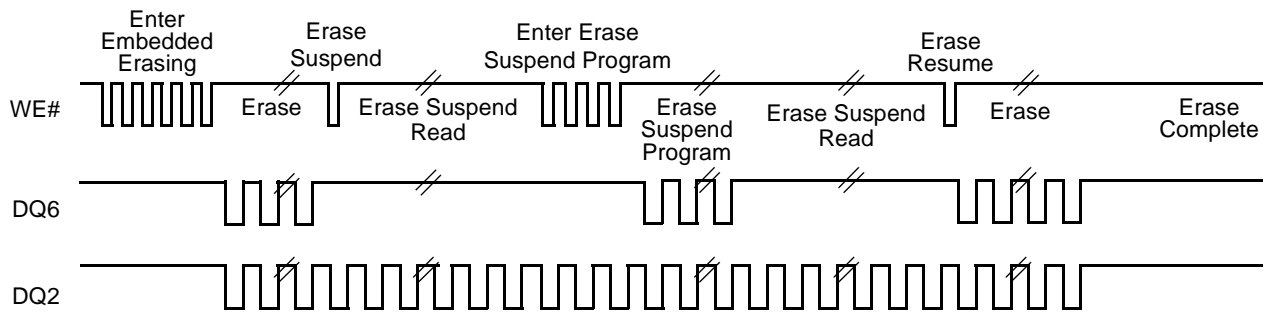 Enter
Embedded
Erasing
Erase
Suspend
Enter Erase
Suspend Program
Erase
Resume
WE#
Erase
Erase Suspend
Read
Erase
Suspend
Program
Erase Suspend
Read
Erase
Erase
Complete
DQ6
DQ2